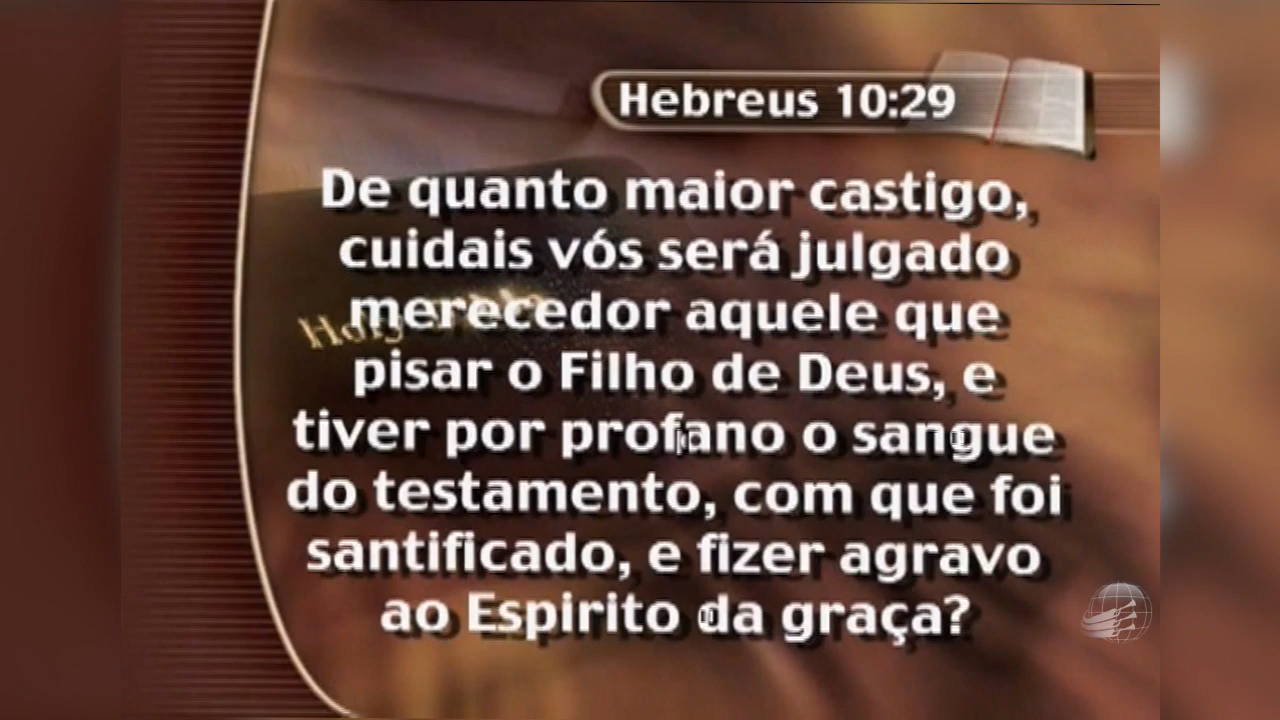 Hebreus 10:29
De quanto maior castigo,
cuidais vós será julgado
merecedor aquele que
pisar o Filho de Deus, e
tiver por profano o sangue
do testamento, com que foi
santificado, e fizer agravo
ao Espirito da graça?
Holy